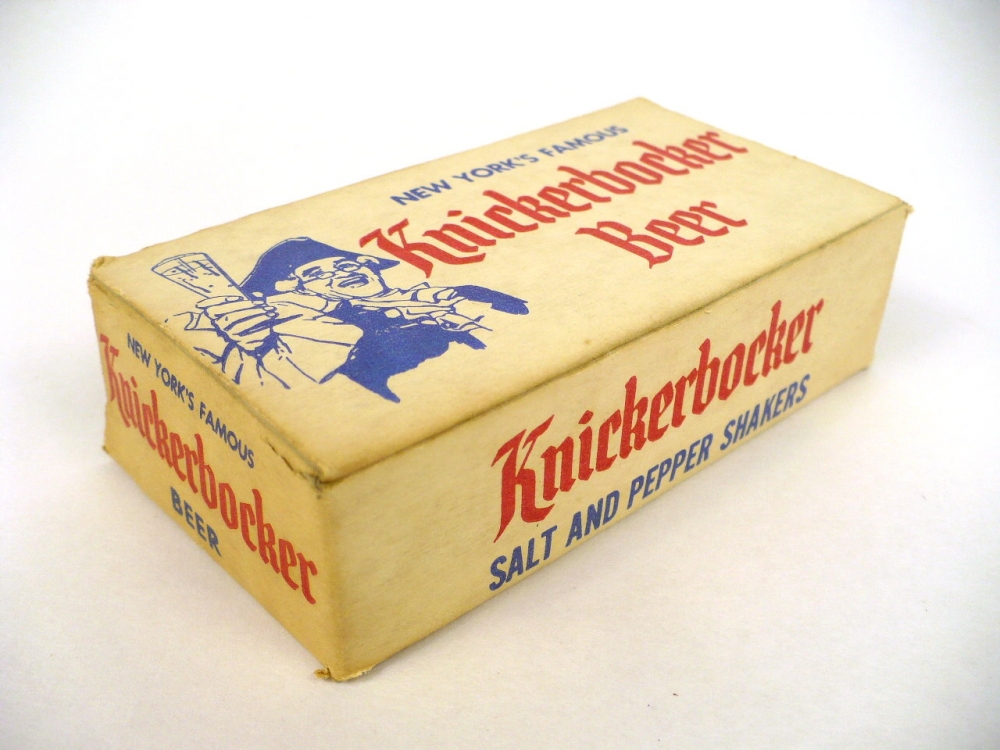 NEW YORK'S FAMOUS
Knickerbocker
Beer
NEW YORK'S FAMOUS
Knickerbocker
BEER
Knickerbocker
SALT AND PEPPER SHAKERS